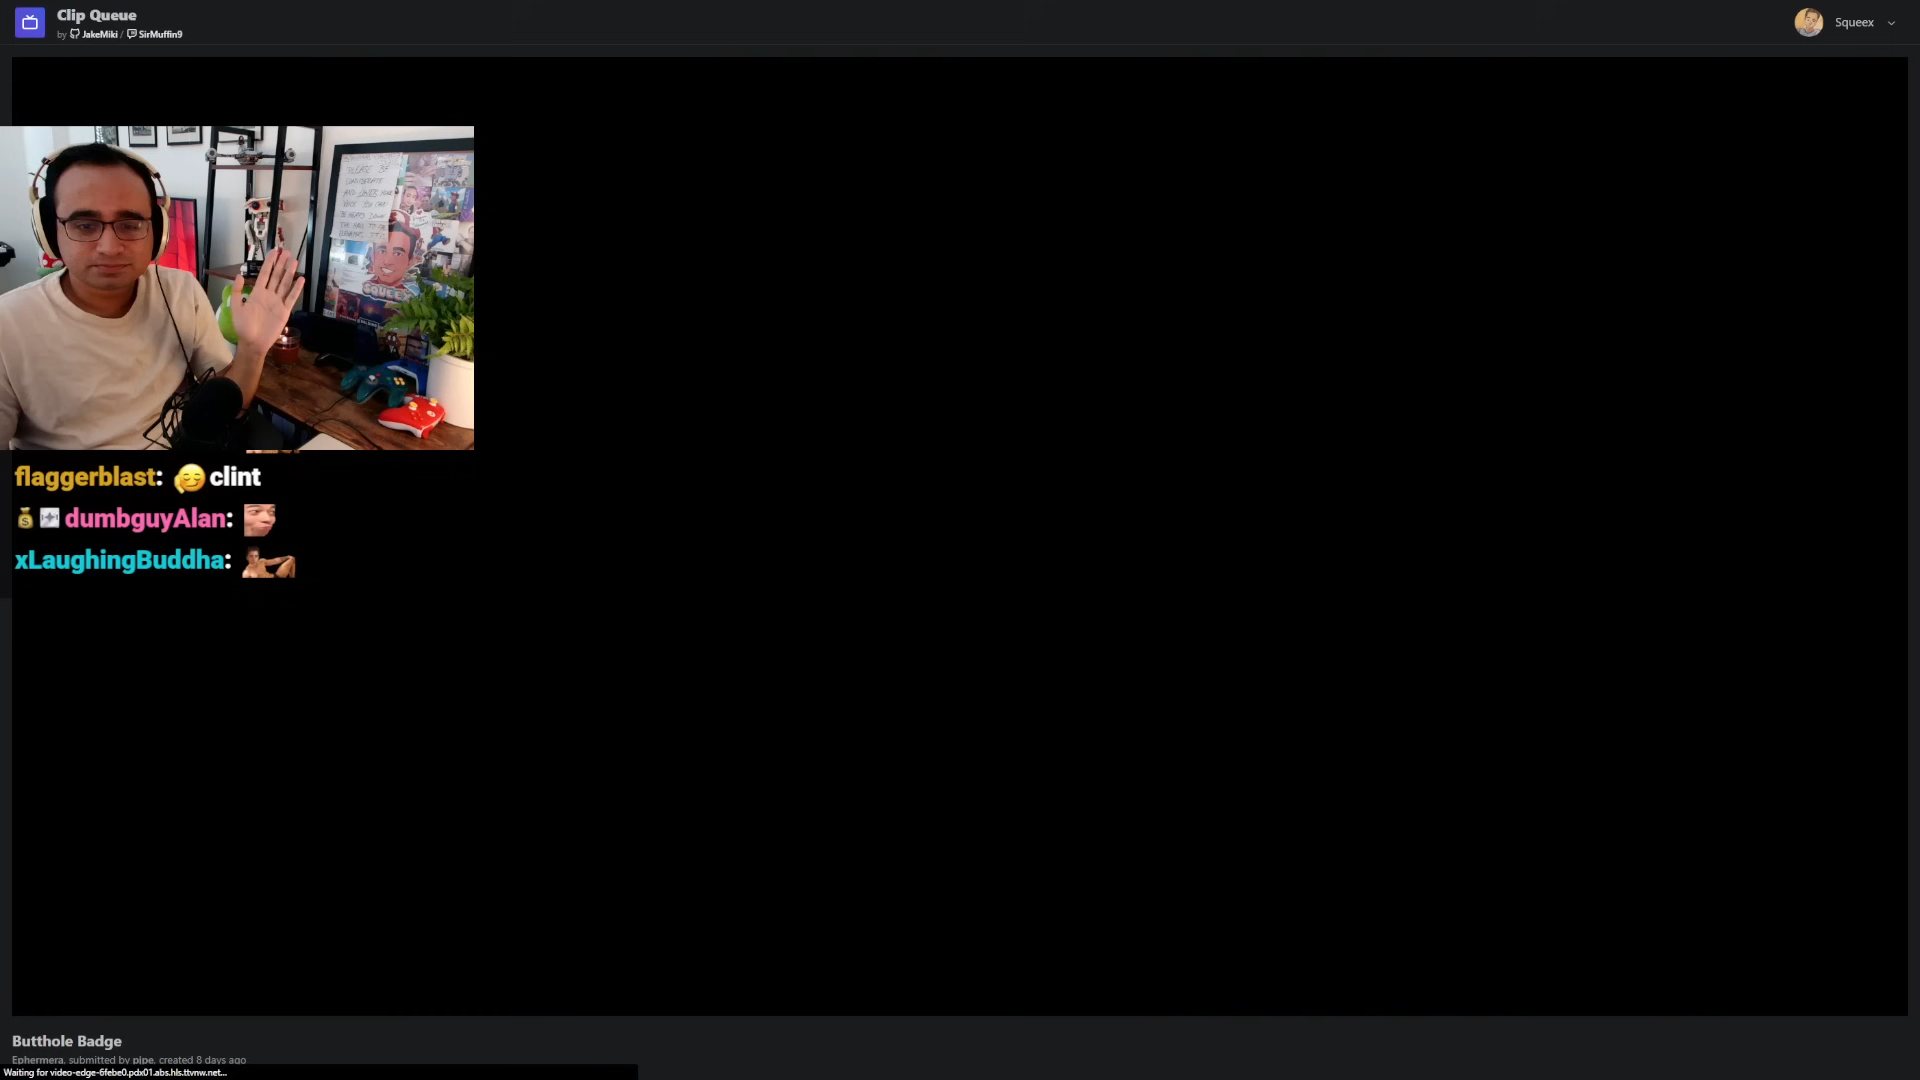 Clip Queue
by JakeMiki / SirMuffin9
Squeex
SQUEEX
flaggerblast: clint
dumbguyAlan:
xLaughingBuddha:
Butthole Badge
Ephermera, submitted by pipe, created 8 days ago
Waiting for video-edge-6febe0.pdx01.abs.hls.ttvnw.net...